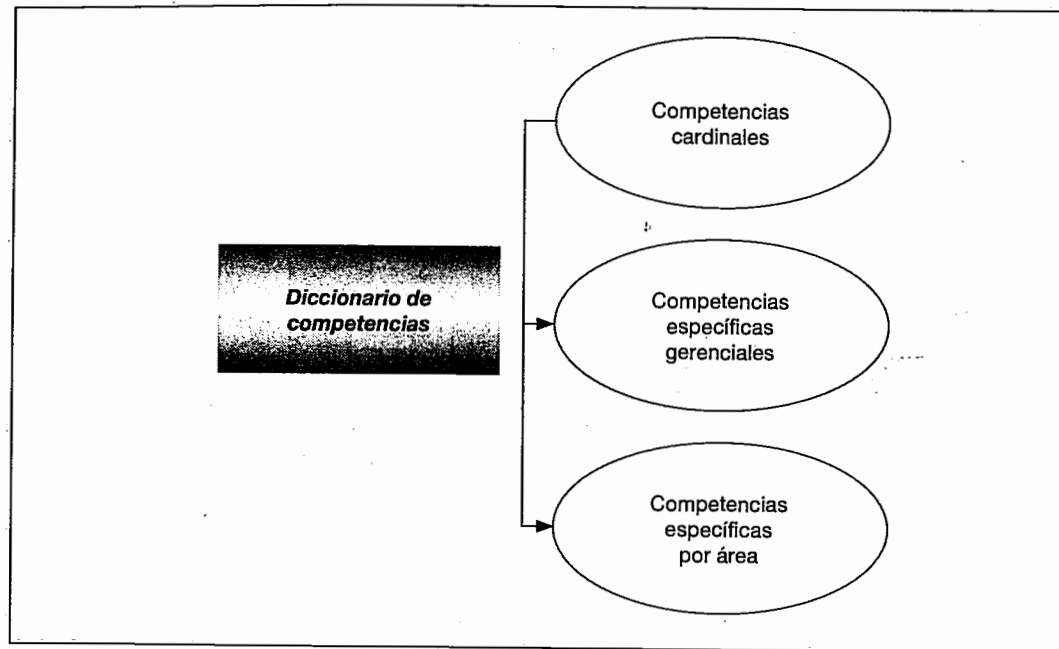 Competencias
cardinales
Diccionario de
competencias
Competencias
específicas
gerenciales
Competencias
específicas
por área